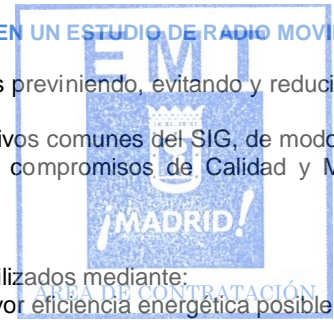 EN UN ESTUDIO DE RADIO MOVI
s previniendo, evitando y reduci
EMT
ivos comunes del SIG, de modo
compromisos de Calidad y M
¡MADRID!
ilizados mediante:
ÁREA DE CONTRATACIÓN
yor eficiencia energética posible